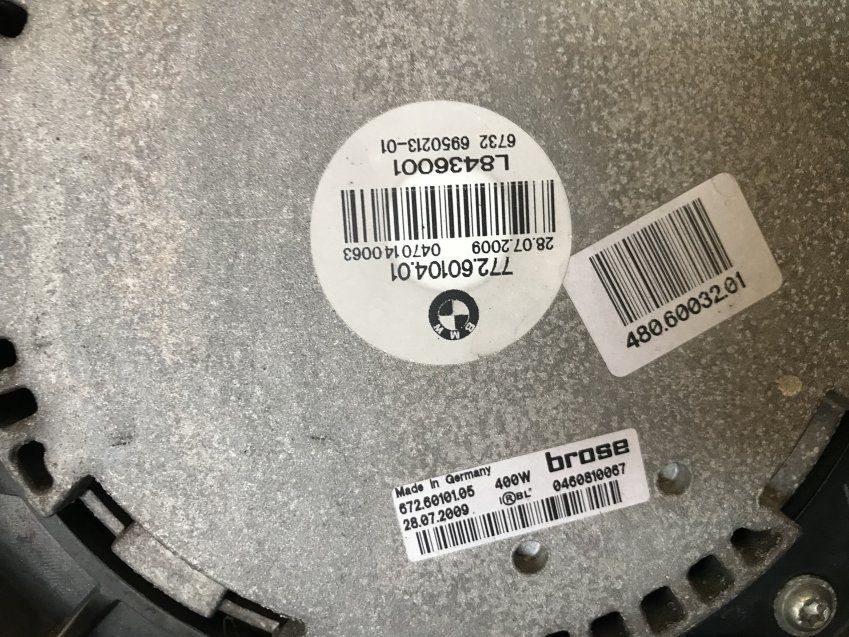 BMW
772.60104.01
28.07.2009 0470140063
L8436001
6732 6950213-01
480.60032.01
Made in Germany
400W
brose
672.60101.05
I®BL
0460810067
28.07.2009